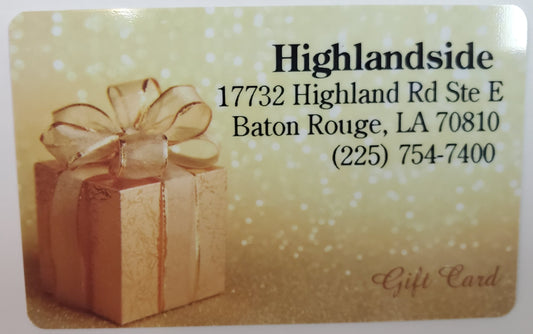 Highlandside
17732 Highland Rd Ste E
Baton Rouge, LA 70810
(225) 754-7400
Gift Card